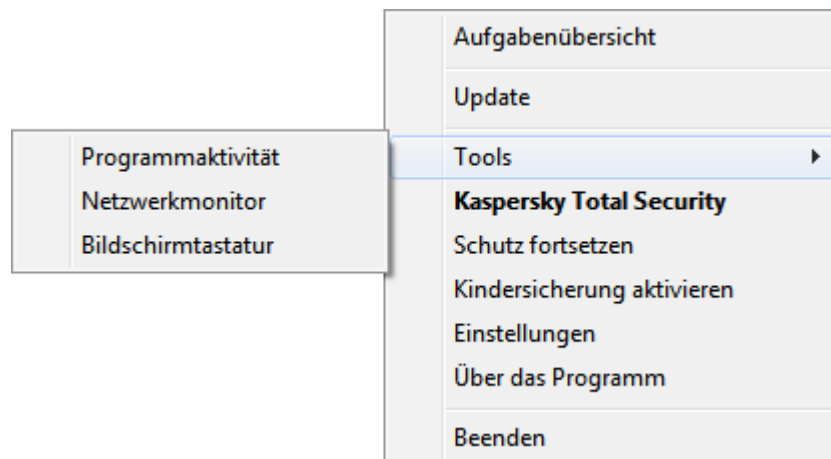 Aufgabenübersicht
Update
Tools
Programmaktivität
Netzwerkmonitor
Bildschirmtastatur
Kaspersky Total Security
Schutz fortsetzen
Kindersicherung aktivieren
Einstellungen
Über das Programm
Beenden